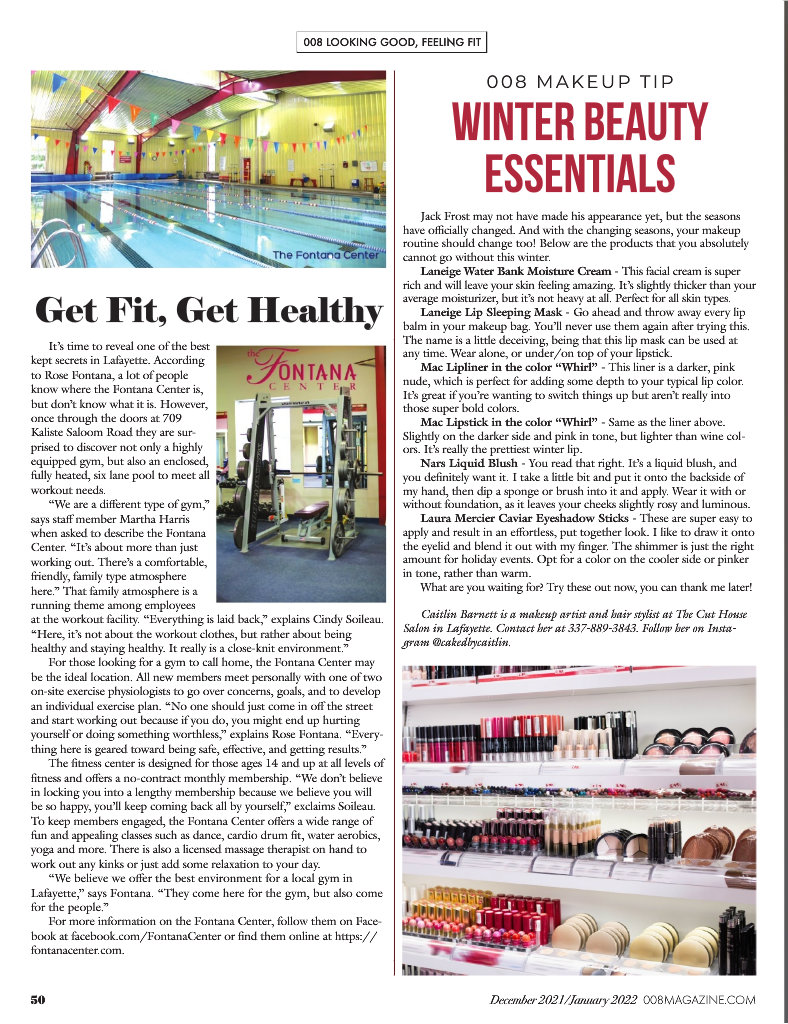 008 LOOKING GOOD, FEELING FIT
The Fontana Center
Get Fit, Get Healthy
It's time to reveal one of the best
kept secrets in Lafayette. According
to Rose Fontana, a lot of people
know where the Fontana Center is,
but don't know what it is. However,
once through the doors at 709
Kaliste Saloom Road they are sur-
prised to discover not only a highly
equipped gym, but also an enclosed,
fully heated, six lane pool to meet all
workout needs.
"We are a different type of gym,"
says staff member Martha Harris
when asked to describe the Fontana
Center. "It's about more than just
working out. There's a comfortable,
friendly, family type atmosphere
here." That family atmosphere is a
running theme among employees
at the workout facility. "Everything is laid back," explains Cindy Soileau.
"Here, it's not about the workout clothes, but rather about being
healthy and staying healthy. It really is a close-knit environment."
For those looking for a gym to call home, the Fontana Center may
be the ideal location. All new members meet personally with one of two
on-site exercise physiologists to go over concerns, goals, and to develop
an individual exercise plan. "No one should just come in off the street
and start working out because if you do, you might end up hurting
yourself or doing something worthless," explains Rose Fontana. "Every-
thing here is geared toward being safe, effective, and getting results."
The fitness center is designed for those ages 14 and up at all levels of
fitness and offers a no-contract monthly membership. "We don't believe
in locking you into a lengthy membership because we believe you will
be so happy, you'll keep coming back all by yourself," exclaims Soileau.
To keep members engaged, the Fontana Center offers a wide range of
fun and appealing classes such as dance, cardio drum fit, water aerobics,
yoga and more. There is also a licensed massage therapist on hand to
work out any kinks or just add some relaxation to your day.
"We believe we offer the best environment for a local gym in
Lafayette," says Fontana. "They come here for the gym, but also come
for the people."
For more information on the Fontana Center, follow them on Face-
book at facebook.com/FontanaCenter or find them online at https://
fontanacenter.com.
the
FONTANA
CENTER
008 MAKEUP TIP
WINTER BEAUTY
ESSENTIALS
Jack Frost may not have made his appearance yet, but the seasons
have officially changed. And with the changing seasons, your makeup
routine should change too! Below are the products that you absolutely
cannot go without this winter.
Laneige Water Bank Moisture Cream - This facial cream is super
rich and will leave your skin feeling amazing. It's slightly thicker than your
average moisturizer, but it's not heavy at all. Perfect for all skin types.
Laneige Lip Sleeping Mask - Go ahead and throw away every lip
balm in your makeup bag. You'll never use them again after trying this.
The name is a little deceiving, being that this lip mask can be used at
any time. Wear alone, or under/on top of your lipstick.
Mac Lipliner in the color "Whirl" - This liner is a darker, pink
nude, which is perfect for adding some depth to your typical lip color.
It's great if you're wanting to switch things up but aren't really into
those super bold colors.
Mac Lipstick in the color "Whirl" - Same as the liner above.
Slightly on the darker side and pink in tone, but lighter than wine col-
ors. It's really the prettiest winter lip.
Nars Liquid Blush - You read that right. It's a liquid blush, and
you definitely want it. I take a little bit and put it onto the backside of
my hand, then dip a sponge or brush into it and apply. Wear it with or
without foundation, as it leaves your cheeks slightly rosy and luminous.
Laura Mercier Caviar Eyeshadow Sticks - These are super easy to
apply and result in an effortless, put together look. I like to draw it onto
the eyelid and blend it out with my finger. The shimmer is just the right
amount for holiday events. Opt for a color on the cooler side or pinker
in tone, rather than warm.
What are you waiting for? Try these out now, you can thank me later!
Caitlin Barnett is a makeup artist and hair stylist at The Cut House
Salon in Lafayette. Contact her at 337-889-3843. Follow her on Insta-
gram @cakedbycaitlin.
50
December 2021/January 2022 008MAGAZINE.COM